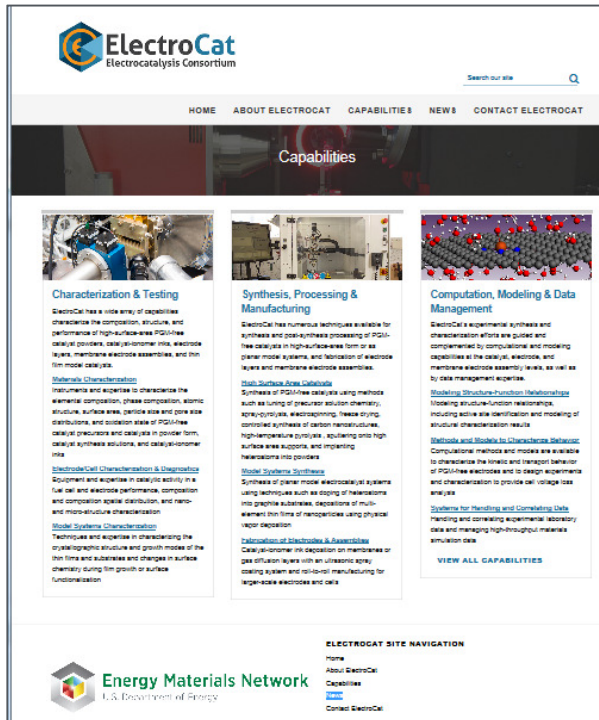 ElectroCat
Electrocatalysis Consortium
Search our site
HOME ABOUT ELECTROCAT CAPABILITIES NEWS CONTACT ELECTROCAT
Capabilities
Characterization & Testing
ElectroCat has a wide array of capabilities
characterize the composition, structure, and
performance of high-surface-area PGM-free
catalyst powders, catalyst-ionomer inks, electrode
layers, membrane electrode assemblies, and thin
film model catalysts.
Materials Characterization
Instruments and expertise to characterize the
elemental composition, phase composition, atomic
structure, surface area, particle size and pore size
distributions, and oxidation state of PGM-free
catalyst precursors and catalysts in powder form,
catalyst synthesis solutions, and catalyst-ionomer
inks
Electrode/Cell Characterization & Diagnostics
Equipment and expertise in catalytic activity in a
fuel cell and electrode performance, composition
and composition spatial distribution, and nano-
and micro-structure characterization
Model Systems Characterization
Techniques and expertise in characterizing the
crystallographic structure and growth modes of the
thin films and substrates and changes in surface
chemistry during film growth or surface
functionalization
Synthesis, Processing &
Manufacturing
ElectroCat has numerous techniques available for
synthesis and post-synthesis processing of PGM-
free catalysts in high-surface-area form or as
planar model systems, and fabrication of electrode
layers and membrane electrode assemblies.
High Surface Area Catalysts
Synthesis of PGM-free catalysts using methods
such as tuning of precursor solution chemistry,
spray-pyrolysis, electrospinning, freeze drying,
controlled synthesis of carbon nanostructures,
high-temperature pyrolysis , sputtering onto high
surface area supports, and implanting
heteroatoms into powders
Model Systems Synthesis
Synthesis of planar model electrocatalyst systems
using techniques such as doping of heteroatoms
into graphite substrates, depositions of multi-
element thin films of nanoparticles using physical
vapor deposition
Fabrication of Electrodes & Assemblies
Catalyst-ionomer ink deposition on membranes or
gas diffusion layers with an ultrasonic spray
coating system and roll-to-roll manufacturing for
larger-scale electrodes and cells
Computation, Modeling & Data
Management
ElectroCat's experimental synthesis and
characterization efforts are guided and
complemented by computational and modeling
capabilities at the catalyst, electrode, and
membrane electrode assembly levels, as well as
by data management expertise.
Modeling Structure-Function Relationships
Modeling structure-function relationships,
including active site identification and modeling of
structural characterization results
Methods and Models to Characterize Behavior
Computational methods and models are available
to characterize the kinetic and transport behavior
of PGM-free electrodes and to design experiments
and characterization to provide cell voltage loss
analysis
Systems for Handling and Correlating Data
Handling and correlating experimental laboratory
data and managing high-throughput materials
simulation data
VIEW ALL CAPABILITIES
Energy Materials Network
U.S. Department of Energy
ELECTROCAT SITE NAVIGATION
Home
About ElectroCat
Capabilities
News
Contact ElectroCat